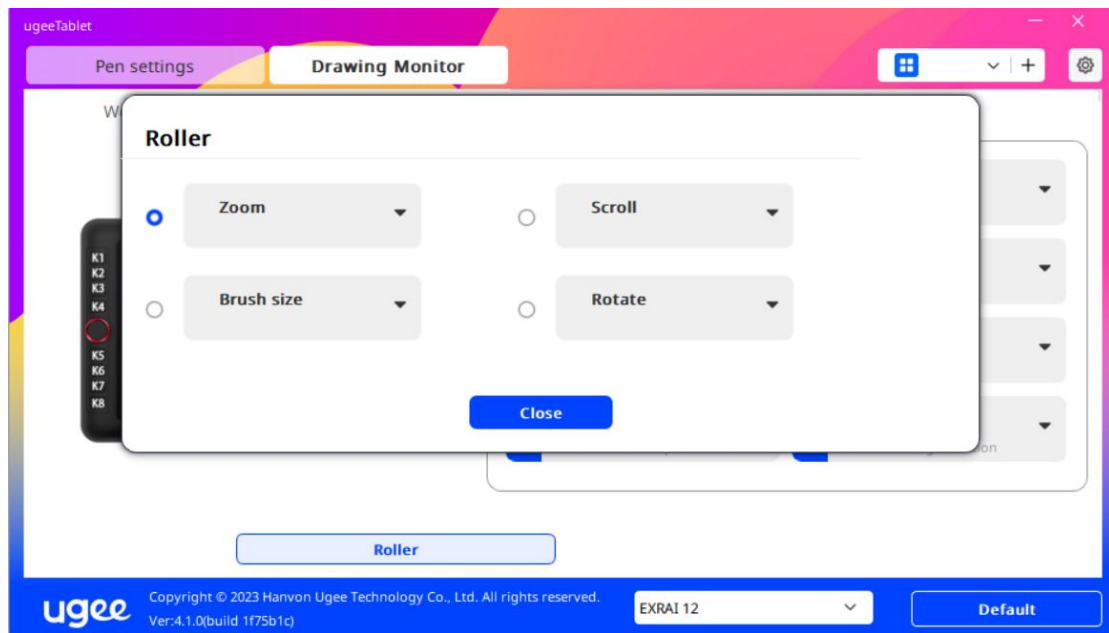 ugeeTablet
Pen settings
Drawing Monitor
W
Roller
Zoom
Scroll
Brush size
Rotate
Close
K1
K2
K3
K4
K5
K6
K7
K8
on
Roller
ugee
Copyright © 2023 Hanvon Ugee Technology Co., Ltd. All rights reserved.
Ver:4.1.0(build 1f75b1c)
EXRAI 12
Default